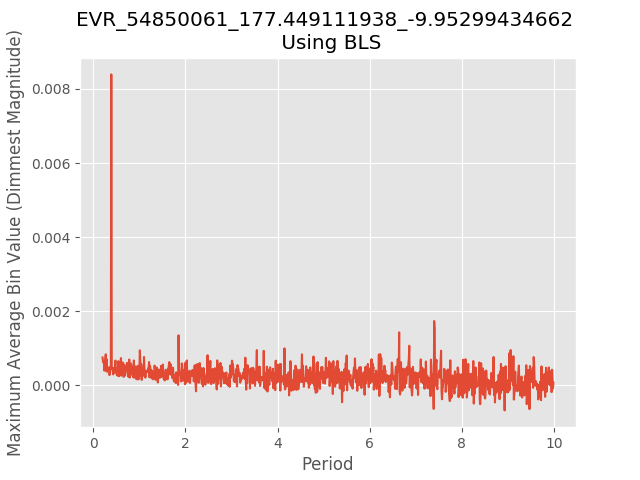 EVR_54850061_177.449111938_-9.95299434662
Using BLS
Maximum Average Bin Value (Dimmest Magnitude)
0.008
0.006
0.004
0.002
0.000
0
2
4
6
8
10
Period